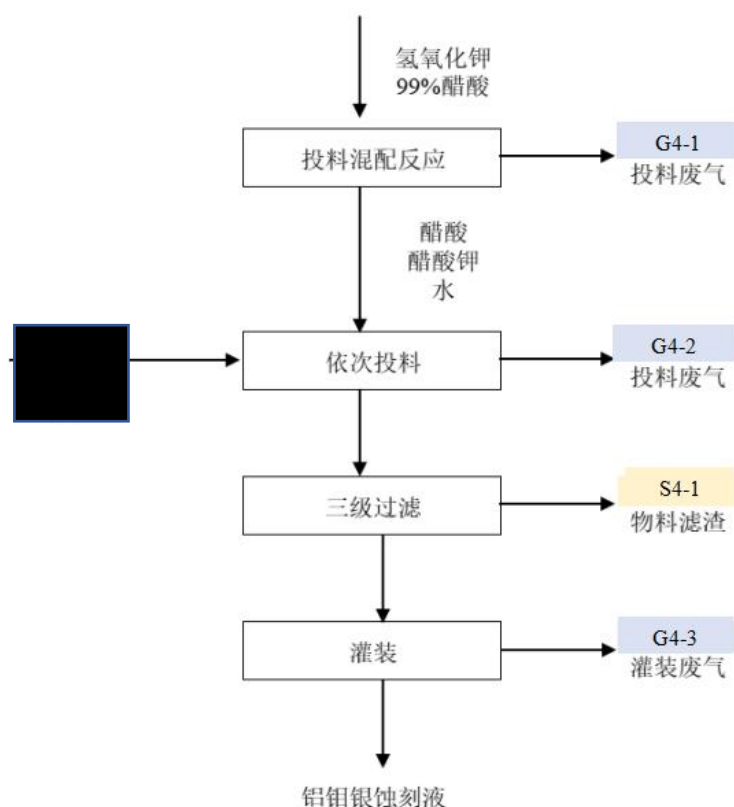 氢氧化钾
99%醋酸
投料混配反应
G4-1
投料废气
醋酸
醋酸钾
水
依次投料
G4-2
投料废气
三级过滤
S4-1
物料滤渣
灌装
G4-3
灌装废气
铝钼银蚀刻液